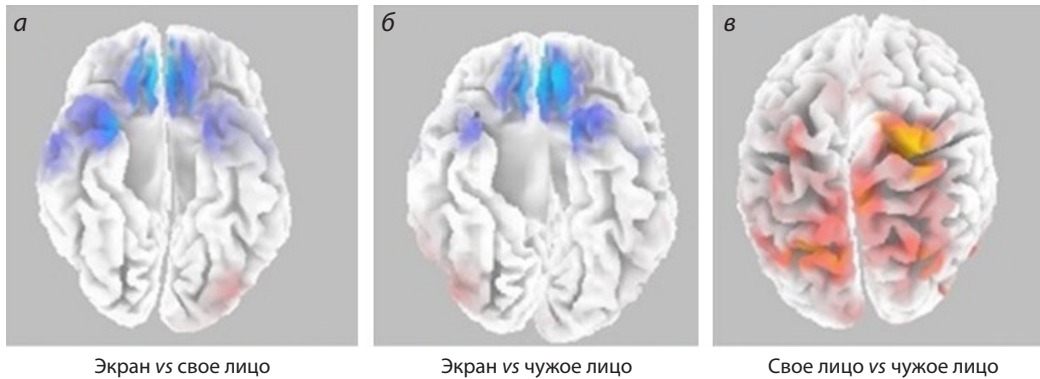 а
б
в
Экран vs свое лицо
Экран vs чужое лицо
Свое лицо vs чужое лицо